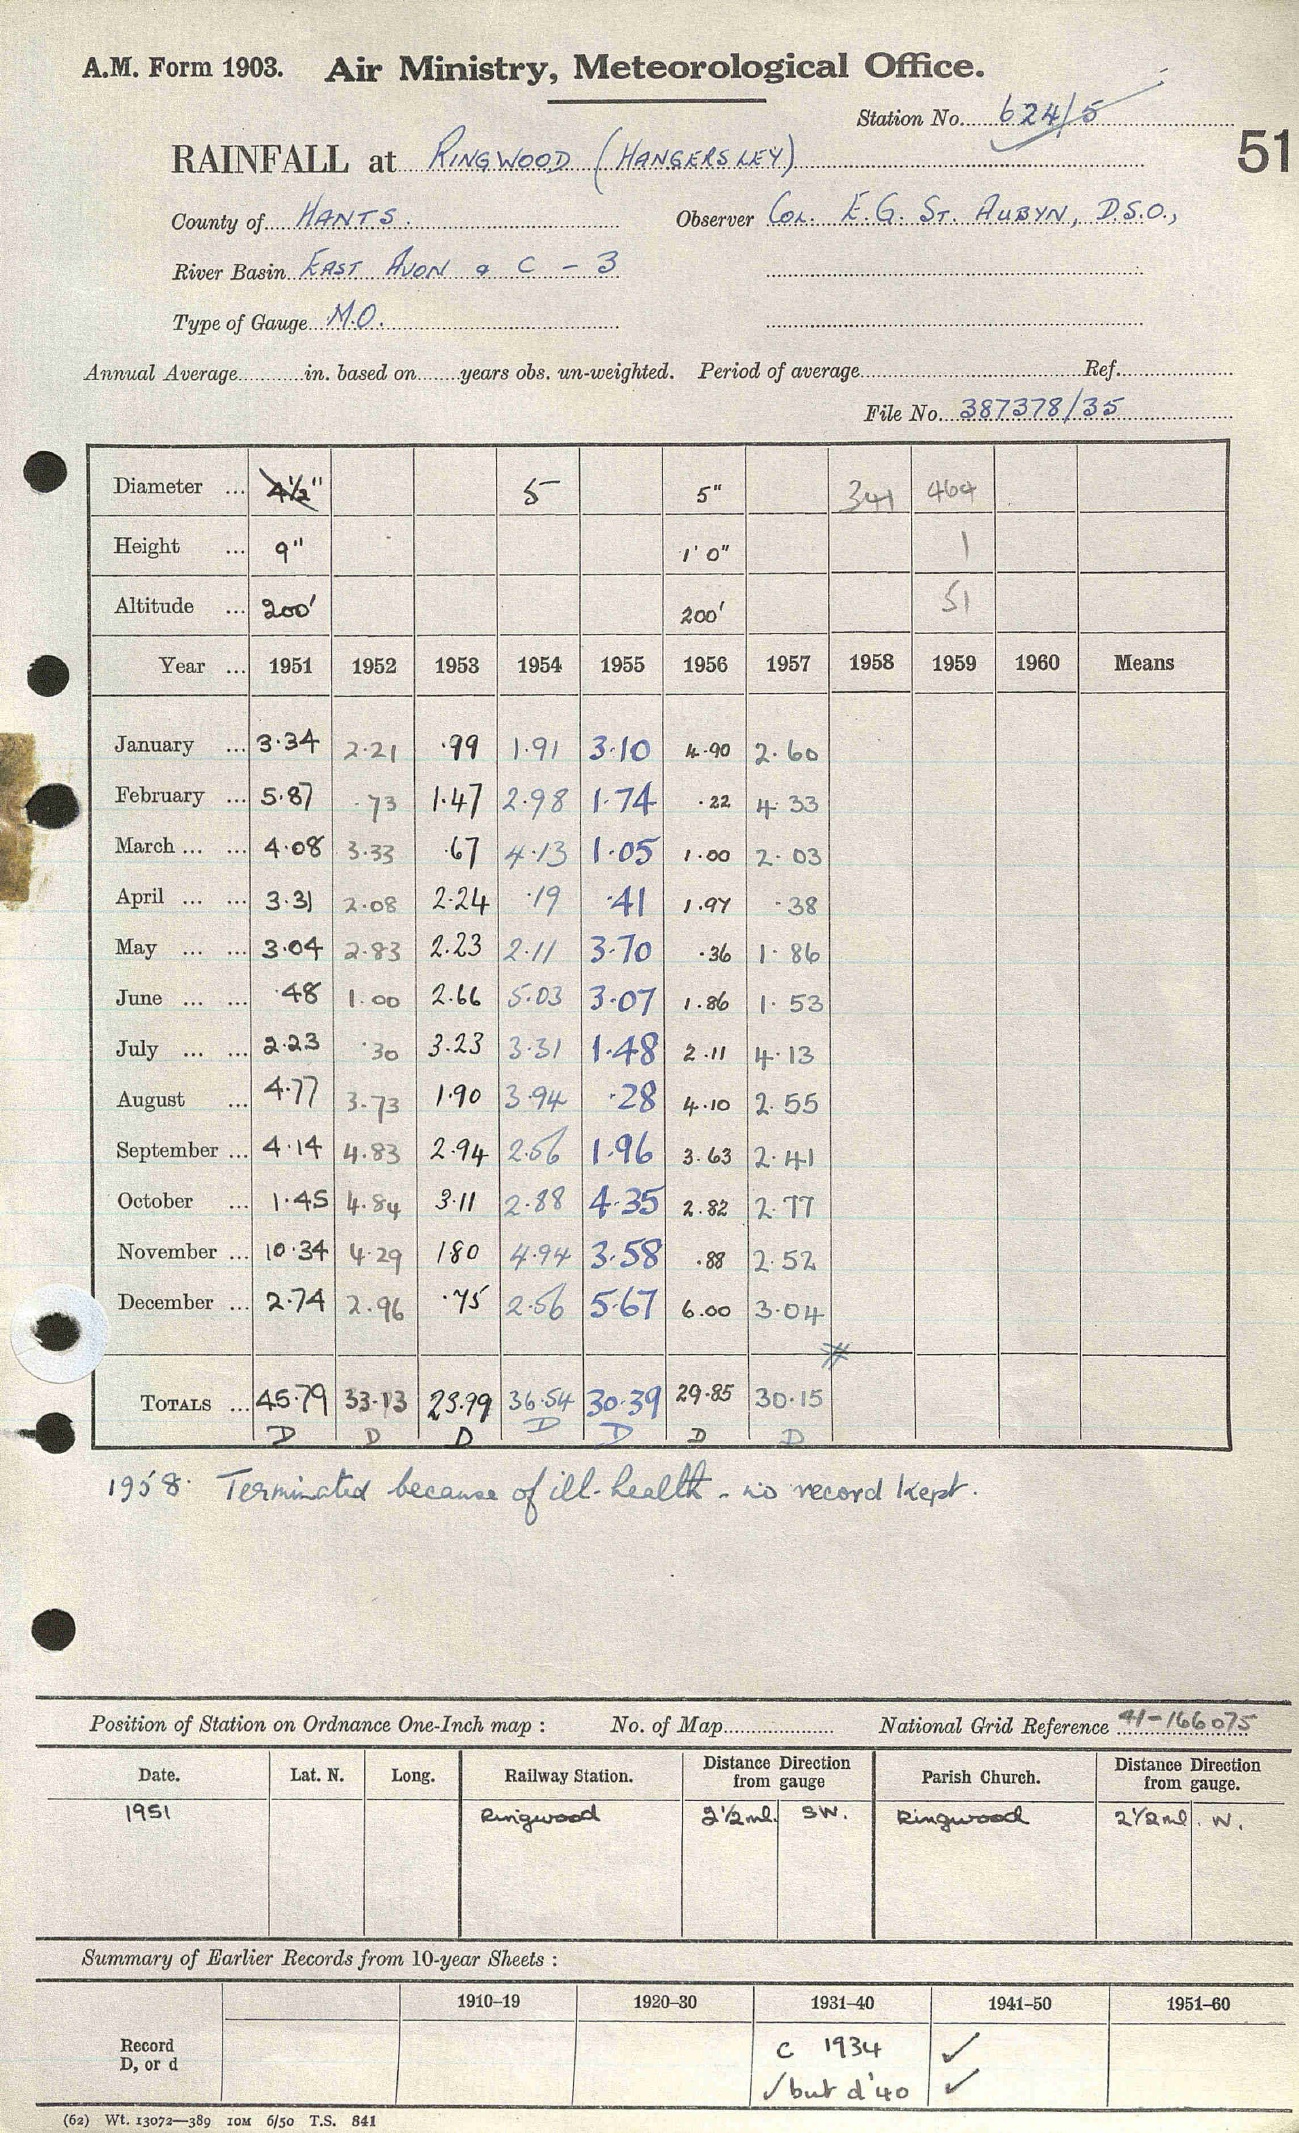 A.M. Form 1903. Air Ministry, Meteorological Office.
Station No. 624/5
51
RAINFALL at RINGWOOD (HANGERSLEY)
County of HANTS. Observer COL. E.G. ST. AUBYN, D.S.O.,
River Basin EAST AVON & C - 3
Type of Gauge M.O.
Annual Average in. based on years obs. un-weighted. Period of average Ref.
File No. 387378/35
Diameter ... 4½" 5 5" 341 464
Height ... 9" 1' 0" 1
Altitude ... 200' 200' 51
Year ... 1951 1952 1953 1954 1955 1956 1957 1958 1959 1960 Means
January ... 3.34 2.21 .99 1.91 3.10 4.90 2.60
February ... 5.87 .73 1.47 2.98 1.74 .22 4.33
March ... ... 4.08 3.33 .67 4.13 1.05 1.00 2.03
April ... ... 3.31 2.08 2.24 .19 .41 1.97 .38
May ... ... 3.04 2.83 2.23 2.11 3.70 .36 1.86
June ... ... .48 1.00 2.66 5.03 3.07 1.86 1.53
July ... ... 2.23 .30 3.23 3.31 1.48 2.11 4.13
August ... 4.77 3.73 1.90 3.94 .28 4.10 2.55
September ... 4.14 4.83 2.94 2.56 1.96 3.63 2.41
October ... 1.45 4.84 3.11 2.88 4.35 2.82 2.77
November ... 10.34 4.29 1 80 4.94 3.58 .88 2.52
December ... 2.74 2.96 .75 2.56 5.67 6.00 3.04
TOTALS ... 45.79 33.13 23.99 36.54 30.39 29.85 30.15
D D D D D D D
1958. Terminated because of ill-health - no record kept.
Position of Station on Ordnance One-Inch map : No. of Map National Grid Reference 41-166075
Date. Lat. N. Long. Railway Station. Distance Direction from gauge Parish Church. Distance Direction from gauge.
1951 Ringwood 2½ml. SW. Ringwood 2½ml. W.
Summary of Earlier Records from 10-year Sheets :
1910-19 1920-30 1931-40 1941-50 1951-60
Record C 1934 ✓
D, or d ✓ but d'40 ✓
(62) Wt. 13072—389 10M 6/50 T.S. 841